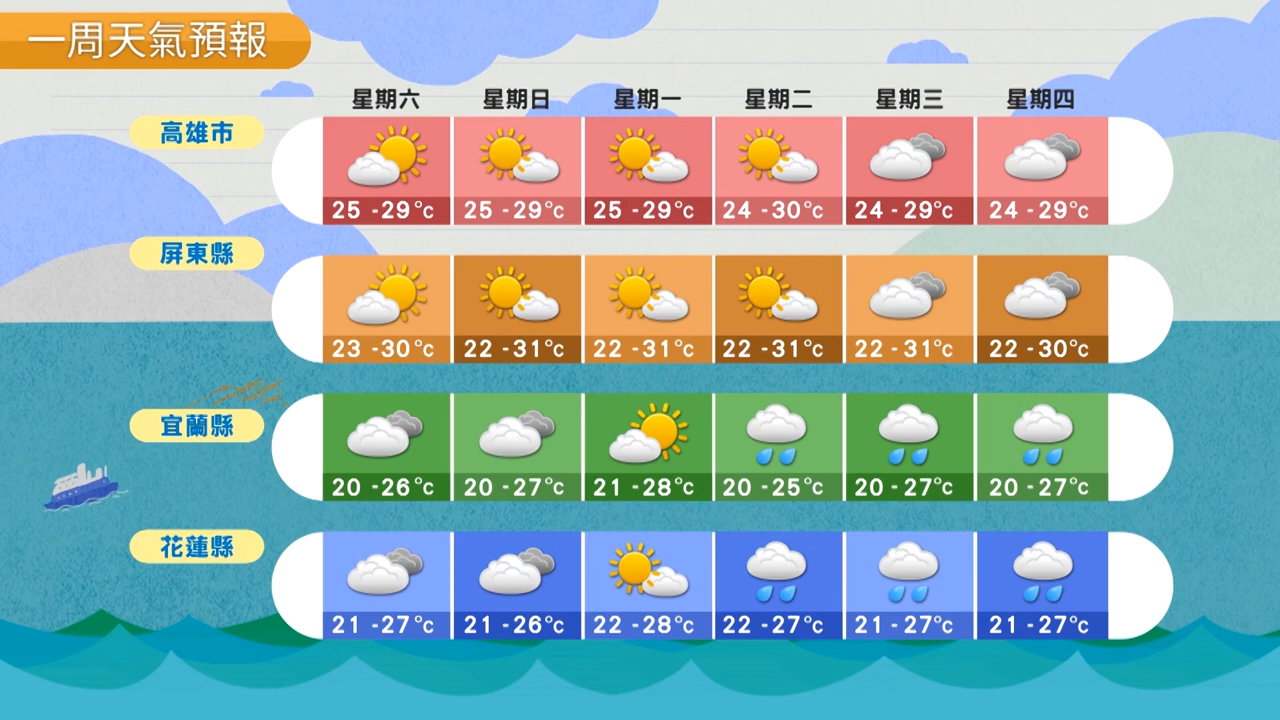 一周天氣預報
星期六 星期日 星期一 星期二 星期三 星期四
高雄市
25 -29°c 25 -29°c 25 -29°c 24 -30°c 24 -29°c 24 -29°c
屏東縣
23 -30°c 22 -31°c 22 -31°c 22 -31°c 22 -31°c 22 -30°c
宜蘭縣
20 -26°c 20 -27°c 21 -28°c 20 -25°c 20 -27°c 20 -27°c
花蓮縣
21 -27°c 21 -26°c 22 -28°c 22 -27°c 21 -27°c 21 -27°c